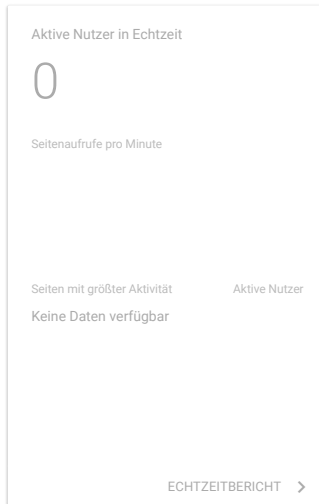 Aktive Nutzer in Echtzeit
0
Seitenaufrufe pro Minute
Seiten mit größter Aktivität Aktive Nutzer
Keine Daten verfügbar
ECHTZEITBERICHT